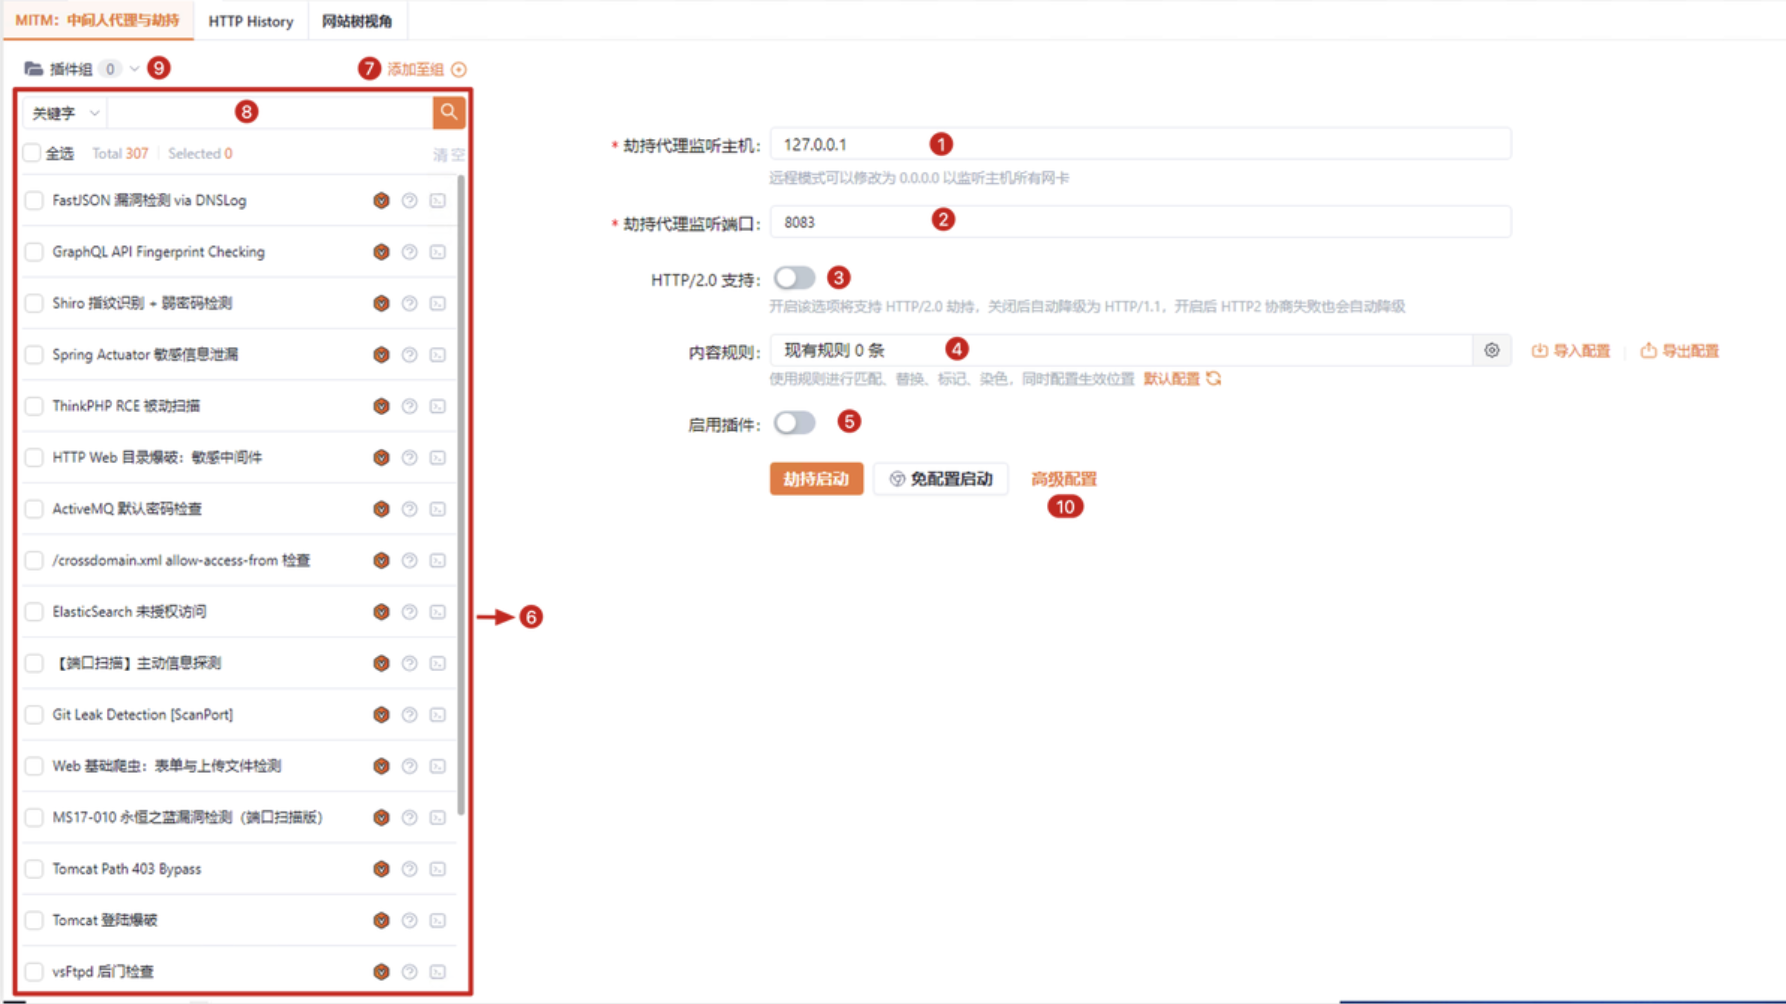 MITM: 中间人代理与劫持 HTTP History 网站树视角
插件组 0 9 7 添加至组
关键字 8
全选 Total 307 Selected 0 清空
FastJSON 漏洞检测 via DNSLog
GraphQL API Fingerprint Checking
Shiro 指纹识别 + 弱密码检测
Spring Actuator 敏感信息泄漏
ThinkPHP RCE 被动扫描
HTTP Web 目录爆破：敏感中间件
ActiveMQ 默认密码检查
/crossdomain.xml allow-access-from 检查
ElasticSearch 未授权访问
【端口扫描】主动信息探测
Git Leak Detection [ScanPort]
Web 基础爬虫：表单与上传文件检测
MS17-010 永恒之蓝漏洞检测（端口扫描版）
Tomcat Path 403 Bypass
Tomcat 登陆爆破
vsFtpd 后门检查
6
* 劫持代理监听主机: 127.0.0.1 1
远程模式可以修改为 0.0.0.0 以监听主机所有网卡
* 劫持代理监听端口: 8083 2
HTTP/2.0 支持: 3
开启该选项将支持 HTTP/2.0 劫持，关闭后自动降级为 HTTP/1.1，开启后 HTTP2 协商失败也会自动降级
内容规则: 现有规则 0 条 4 导入配置 导出配置
使用规则进行匹配、替换、标记、染色，同时配置生效位置 默认配置
启用插件: 5
劫持启动 免配置启动 高级配置
10